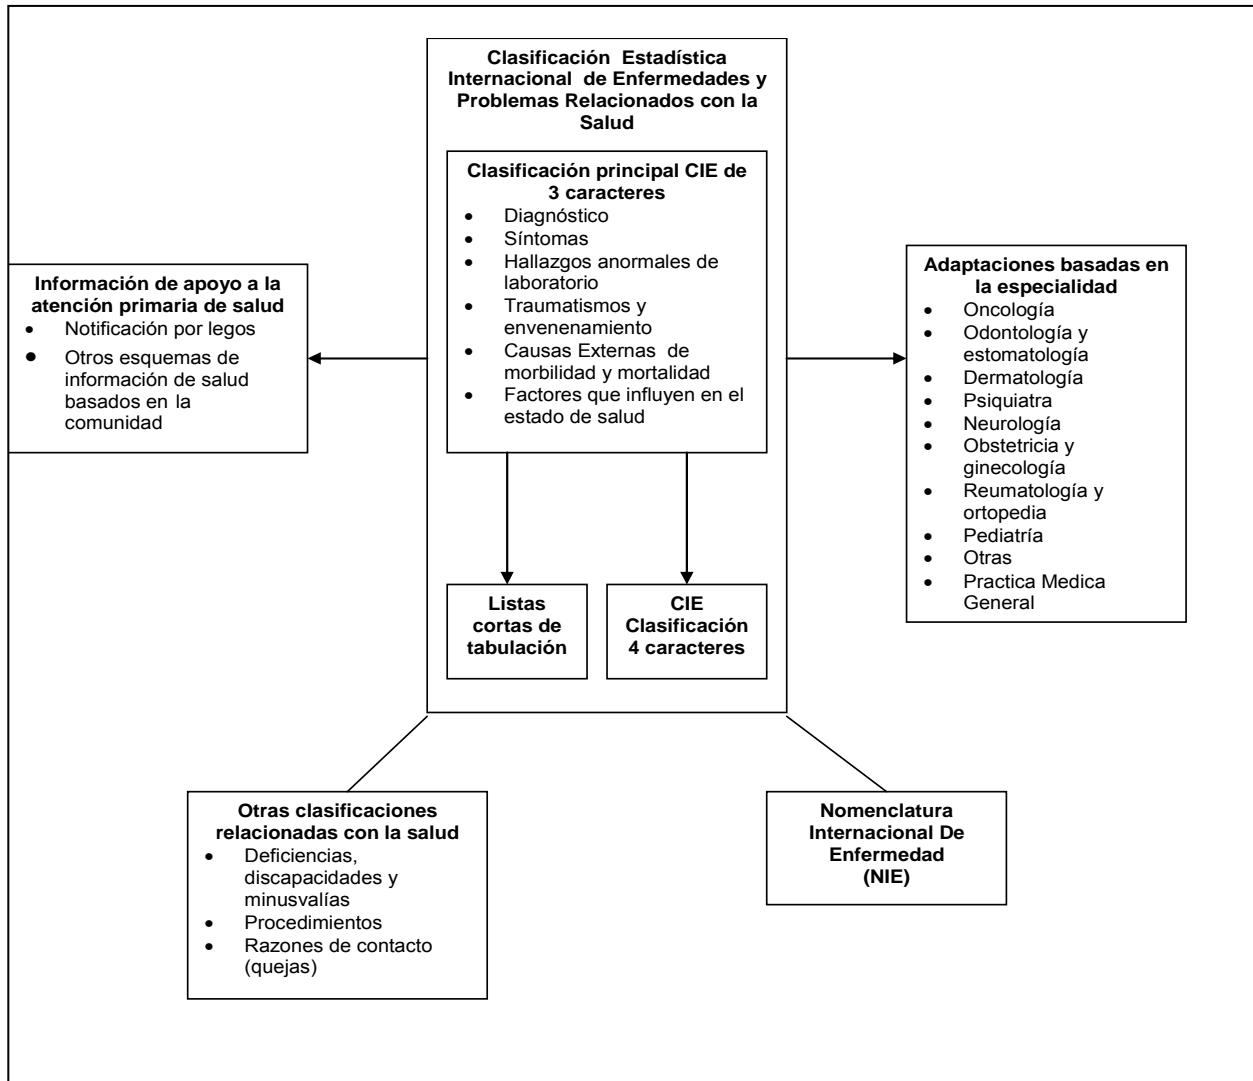 Clasificación Estadística
Internacional de Enfermedades y
Problemas Relacionados con la
Salud
Clasificación principal CIE de
3 caracteres
• Diagnóstico
• Síntomas
• Hallazgos anormales de
laboratorio
• Traumatismos y
envenenamiento
• Causas Externas de
morbilidad y mortalidad
• Factores que influyen en el
estado de salud
Información de apoyo a la
atención primaria de salud
• Notificación por legos
• Otros esquemas de
información de salud
basados en la
comunidad
Adaptaciones basadas en
la especialidad
• Oncología
• Odontología y
estomatología
• Dermatología
• Psiquiatra
• Neurología
• Obstetricia y
ginecología
• Reumatología y
ortopedia
• Pediatría
• Otras
• Practica Medica
General
Listas
cortas de
tabulación
CIE
Clasificación
4 caracteres
Otras clasificaciones
relacionadas con la salud
• Deficiencias,
discapacidades y
minusvalías
• Procedimientos
• Razones de contacto
(quejas)
Nomenclatura
Internacional De
Enfermedad
(NIE)